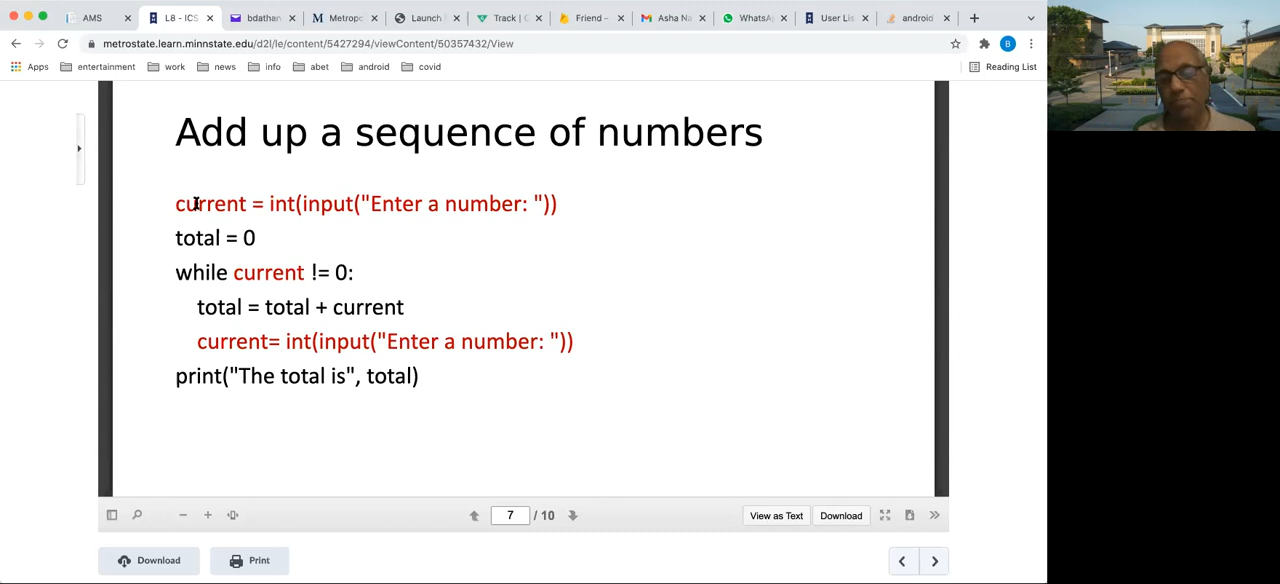 AMS
L8 - ICS
bdathan
Metropo
Launch
Track | C
Friend –
Asha Na
WhatsA
User Lis
android
metrostate.learn.minnstate.edu/d2l/le/content/5427294/viewContent/50357432/View
B
Apps
entertainment
work
news
info
abet
android
covid
Reading List
Add up a sequence of numbers
current = int(input("Enter a number: "))
total = 0
while current != 0:
total = total + current
current= int(input("Enter a number: "))
print("The total is", total)
7 / 10
View as Text
Download
Download
Print